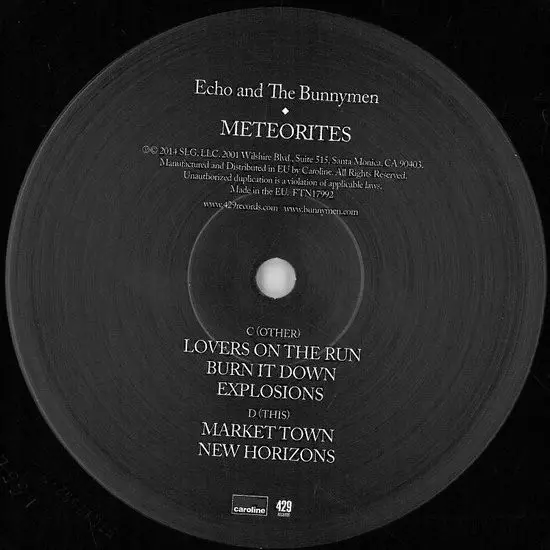 Echo and The Bunnymen
METEORITES
℗© 2014 SLG, LLC. 2001 Wilshire Blvd., Suite 515, Santa Monica, CA 90403.
Manufactured and Distributed in EU by Caroline. All Rights Reserved.
Unauthorized duplication is a violation of applicable laws.
Made in the EU. FTN17992
www.429records.com www.bunnymen.com
C (OTHER)
LOVERS ON THE RUN
BURN IT DOWN
EXPLOSIONS
D (THIS)
MARKET TOWN
NEW HORIZONS
caroline 429
RECORDS